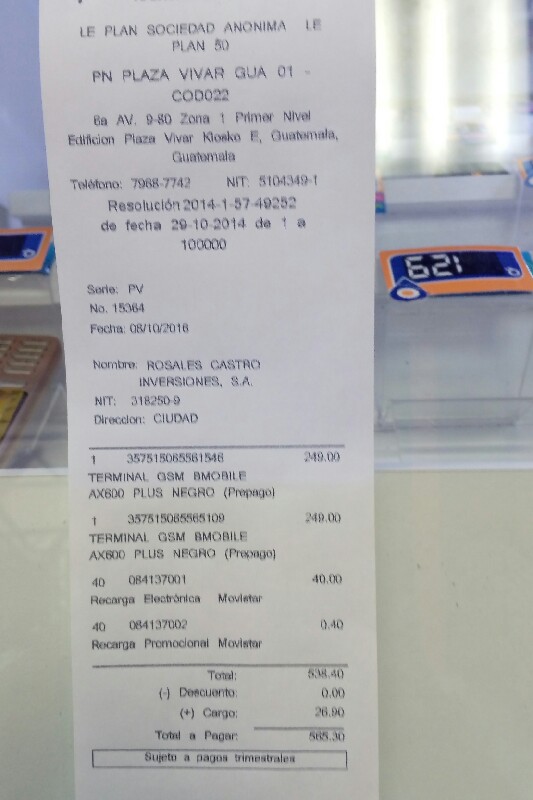 LE PLAN SOCIEDAD ANONIMA LE
PLAN 50
PN PLAZA VIVAR GUA 01 -
COD022
6a AV. 9-80 Zona 1 Primer Nivel
Edificion Plaza Vivar Kiosko E, Guatemala,
Guatemala
Teléfono: 7968-7742 NIT: 5104349-1
Resolución 2014-1-57-49252
de fecha 29-10-2014 de 1 a
100000
Serie: PV
No. 15364
Fecha: 08/10/2016
Nombre: ROSALES CASTRO
INVERSIONES, S.A.
NIT: 318250-9
Direccion: CIUDAD
1 357515065561546 249.00
TERMINAL GSM BMOBILE
AX600 PLUS NEGRO (Prepago)
1 357515065565109 249.00
TERMINAL GSM BMOBILE
AX600 PLUS NEGRO (Prepago)
40 084137001 40.00
Recarga Electrónica Movistar
40 084137002 0.40
Recarga Promocional Movistar
Total: 538.40
(-) Descuento: 0.00
(+) Cargo: 26.90
Total a Pagar: 565.30
Sujeto a pagos trimestrales
621